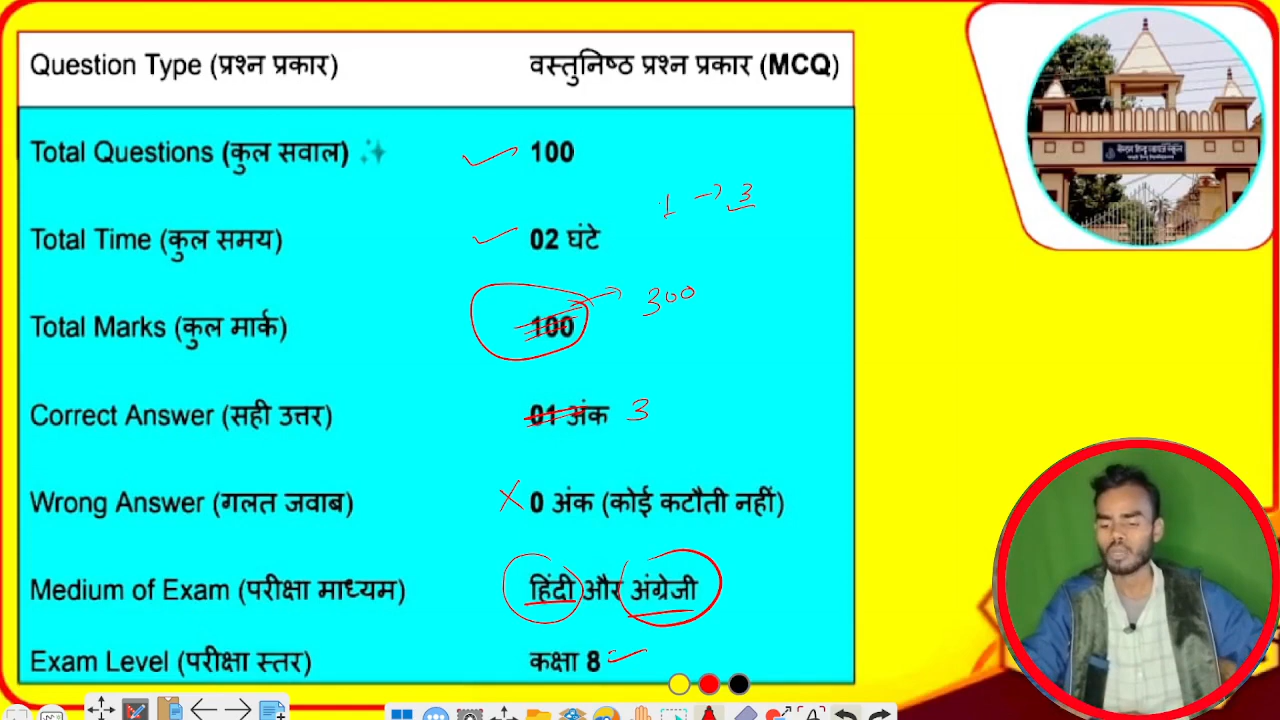 Question Type (प्रश्न प्रकार) वस्तुनिष्ठ प्रश्न प्रकार (MCQ)
Total Questions (कुल सवाल) ✨ 100
1 → 3
Total Time (कुल समय) 02 घंटे
Total Marks (कुल मार्क) 100 → 300
Correct Answer (सही उत्तर) 01 अंक 3
Wrong Answer (गलत जवाब) 0 अंक (कोई कटौती नहीं)
Medium of Exam (परीक्षा माध्यम) हिंदी और अंग्रेजी
Exam Level (परीक्षा स्तर) कक्षा 8